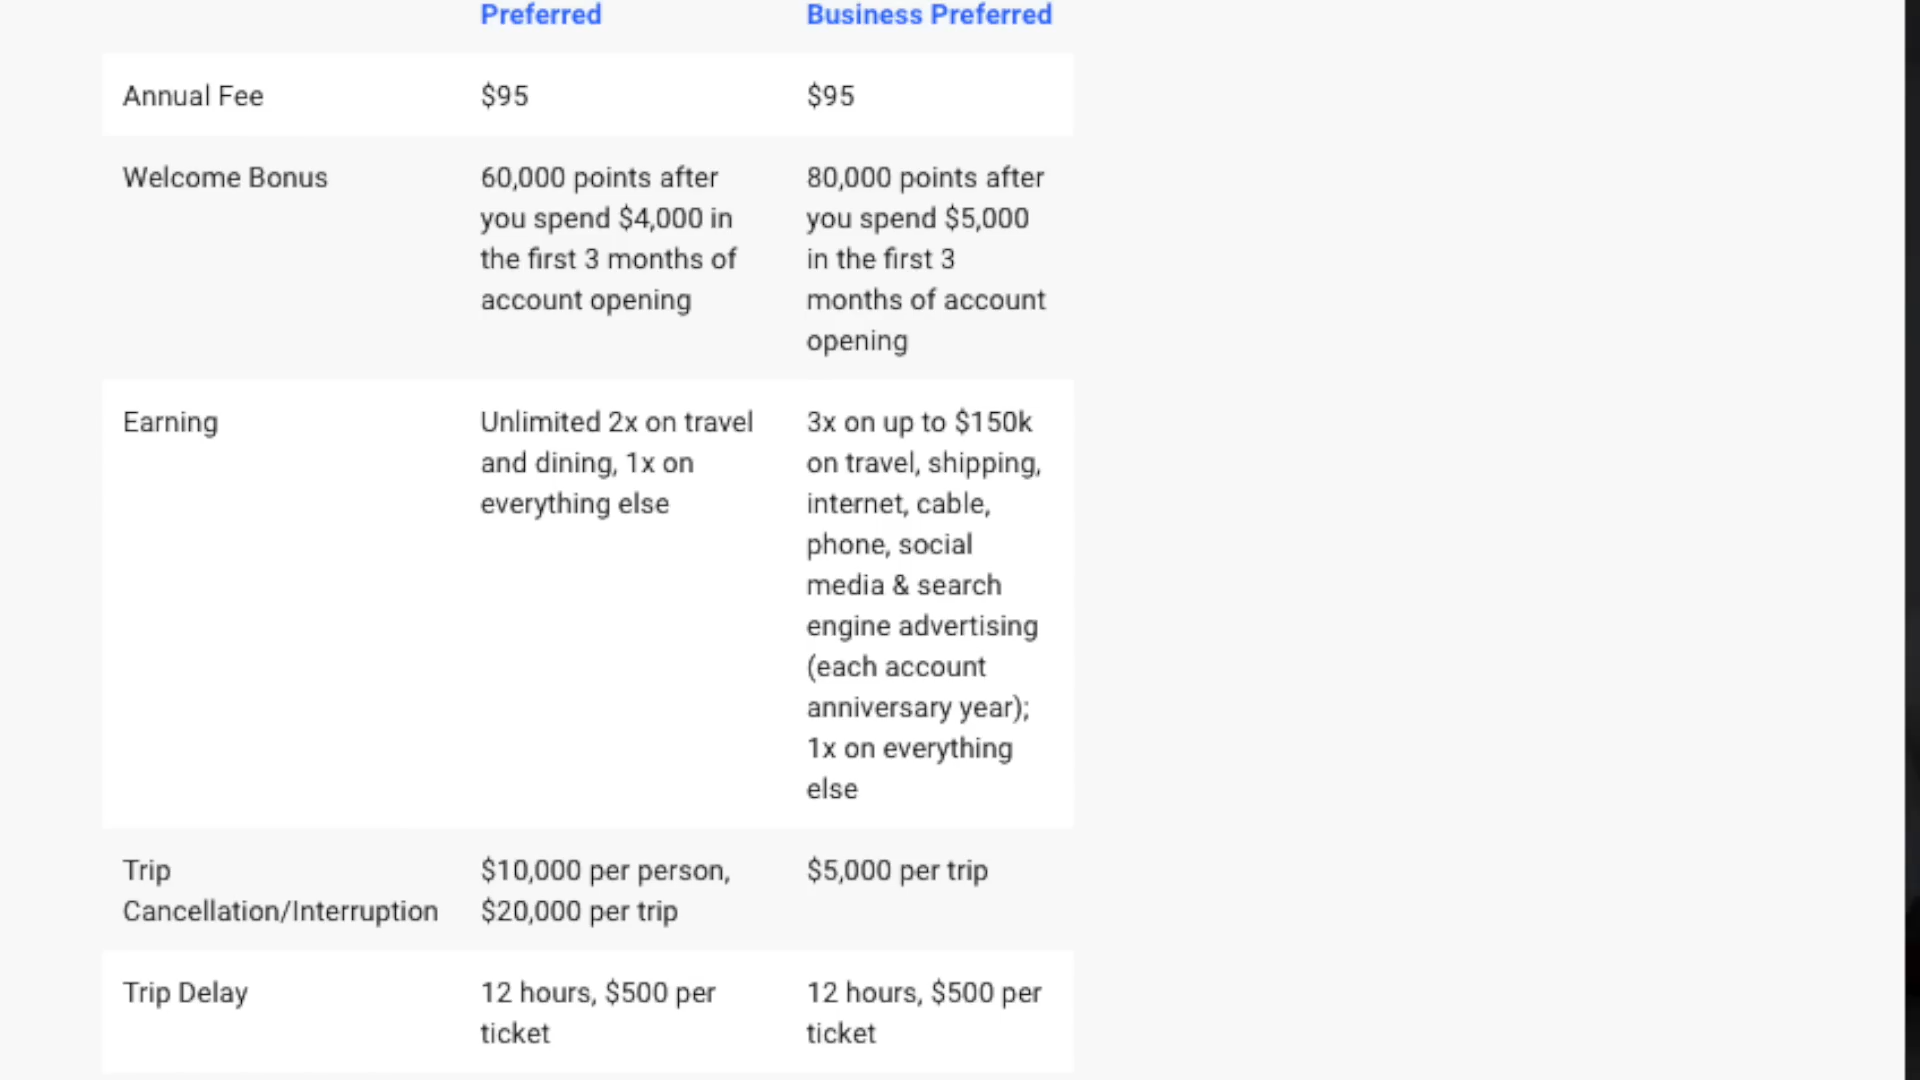 Preferred
Business Preferred
Annual Fee
$95
$95
Welcome Bonus
60,000 points after
you spend $4,000 in
the first 3 months of
account opening
80,000 points after
you spend $5,000
in the first 3
months of account
opening
Earning
Unlimited 2x on travel
and dining, 1x on
everything else
3x on up to $150k
on travel, shipping,
internet, cable,
phone, social
media & search
engine advertising
(each account
anniversary year);
1x on everything
else
Trip
Cancellation/Interruption
$10,000 per person,
$20,000 per trip
$5,000 per trip
Trip Delay
12 hours, $500 per
ticket
12 hours, $500 per
ticket